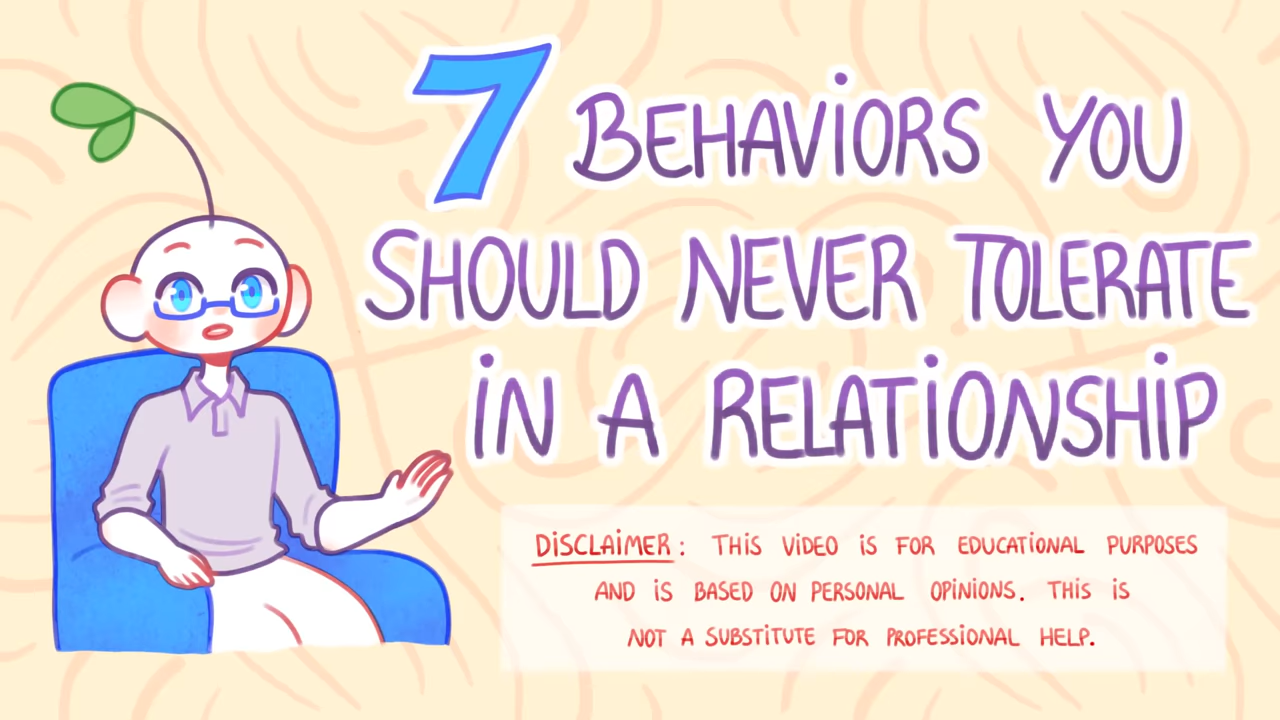 7 BEHAViORS YOU
SHOULD NEVER TOLERATE
iN A RELATiONSHiP
DiSCLAiMER: THiS ViDEO iS FOR EDUCATiONAL PURPOSES
AND iS BASED ON PERSONAL OPiNiONS. THiS iS
NOT A SUBSTiTUTE FOR PROFESSiONAL HELP.